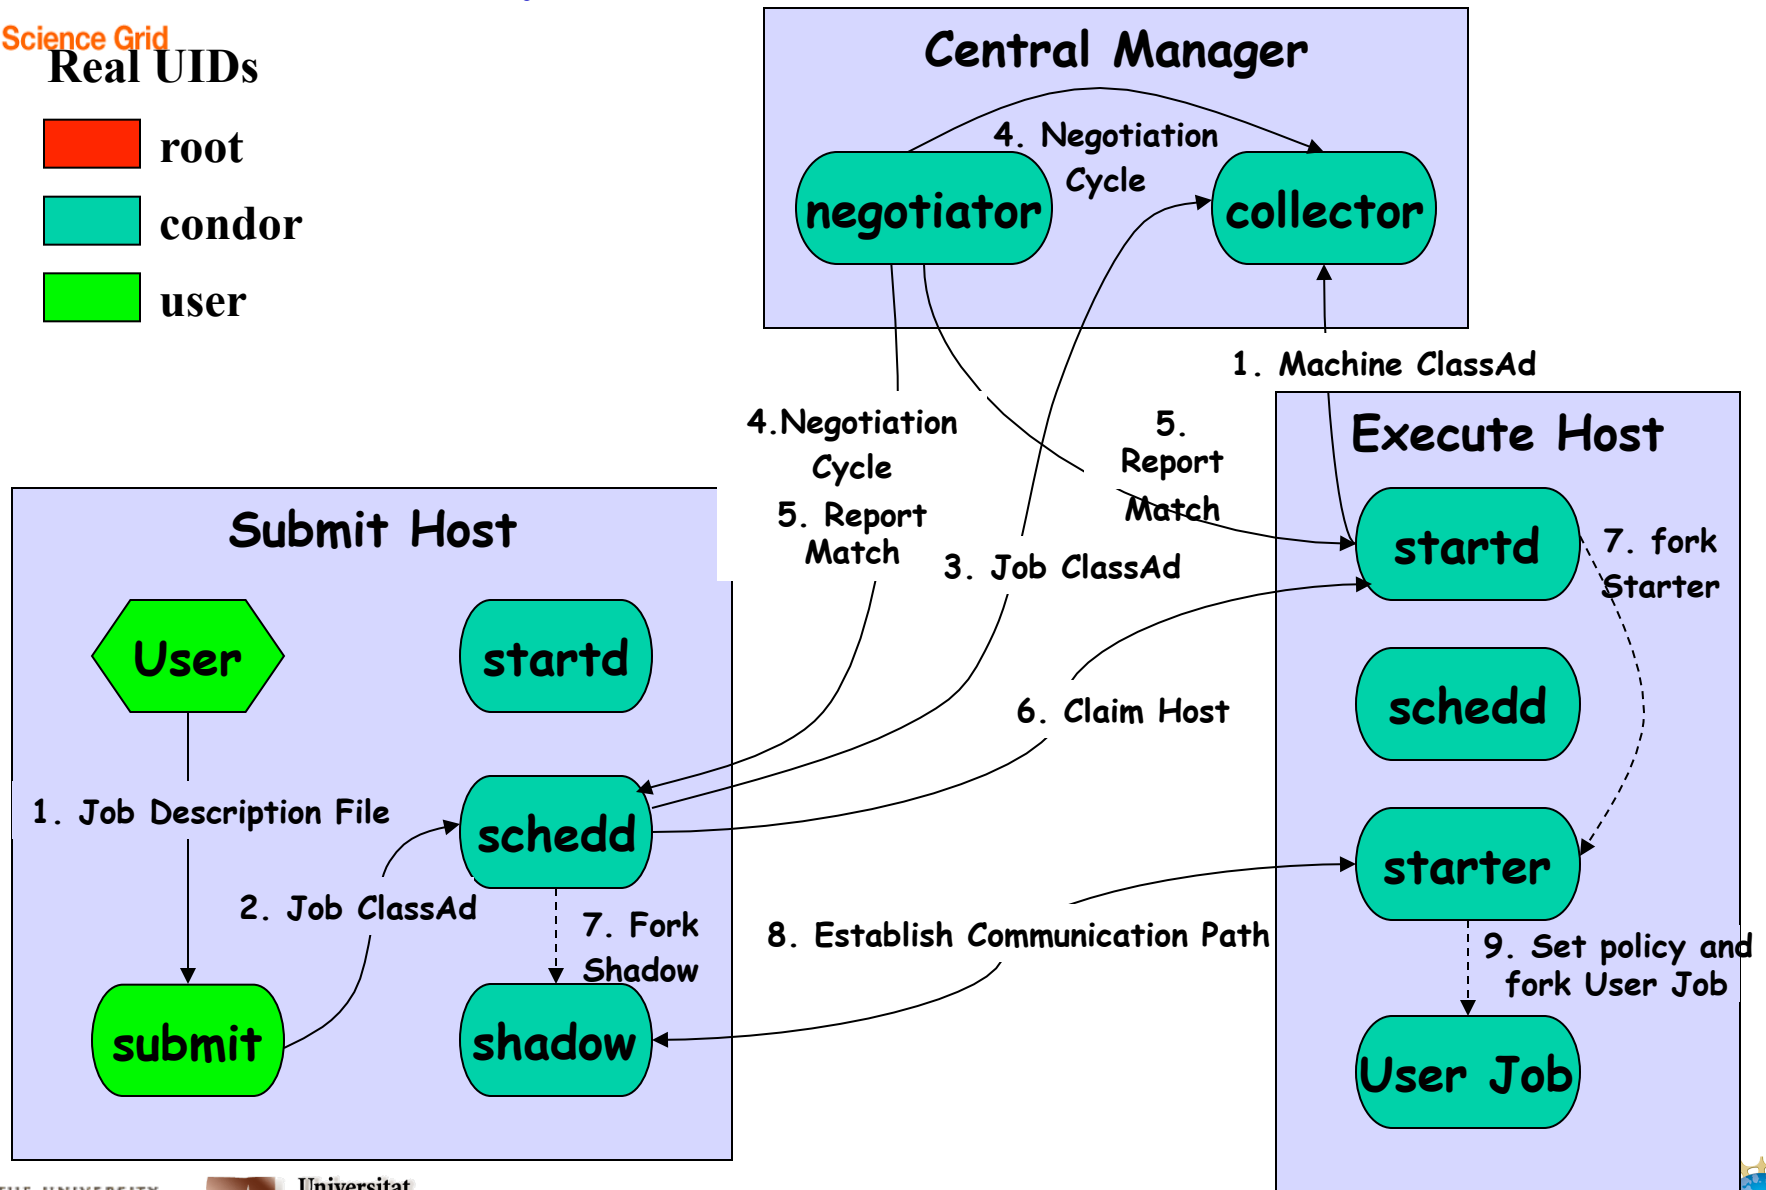 Science Grid
Real UIDs
root
condor
user
Central Manager
4. Negotiation
Cycle
negotiator
collector
1. Machine ClassAd
4.Negotiation
Cycle
5. Report
Match
5.
Report
Match
3. Job ClassAd
6. Claim Host
8. Establish Communication Path
Submit Host
User
startd
1. Job Description File
schedd
2. Job ClassAd
7. Fork
Shadow
submit
shadow
Execute Host
startd
7. fork
Starter
schedd
starter
9. Set policy and
fork User Job
User Job
THE UNIVERSITY
Universitat